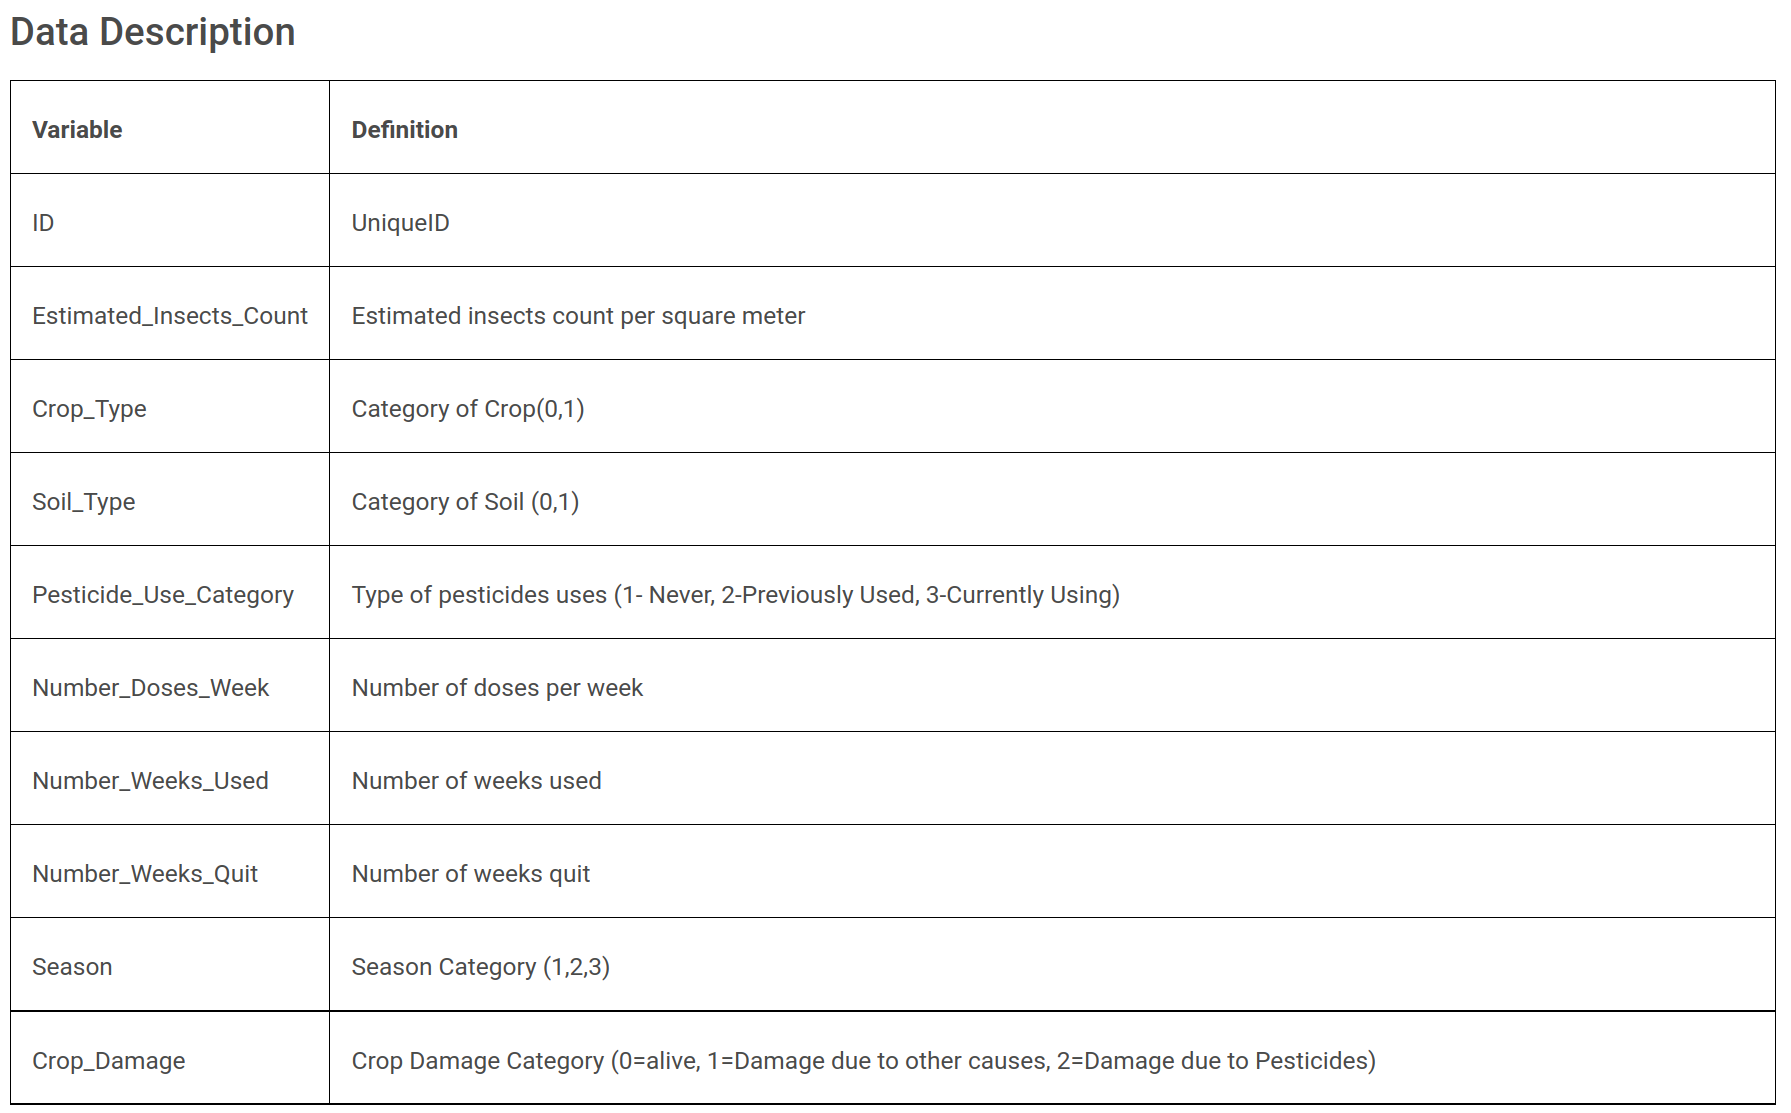 Data Description
Variable Definition
ID UniqueID
Estimated_Insects_Count Estimated insects count per square meter
Crop_Type Category of Crop(0,1)
Soil_Type Category of Soil (0,1)
Pesticide_Use_Category Type of pesticides uses (1- Never, 2-Previously Used, 3-Currently Using)
Number_Doses_Week Number of doses per week
Number_Weeks_Used Number of weeks used
Number_Weeks_Quit Number of weeks quit
Season Season Category (1,2,3)
Crop_Damage Crop Damage Category (0=alive, 1=Damage due to other causes, 2=Damage due to Pesticides)